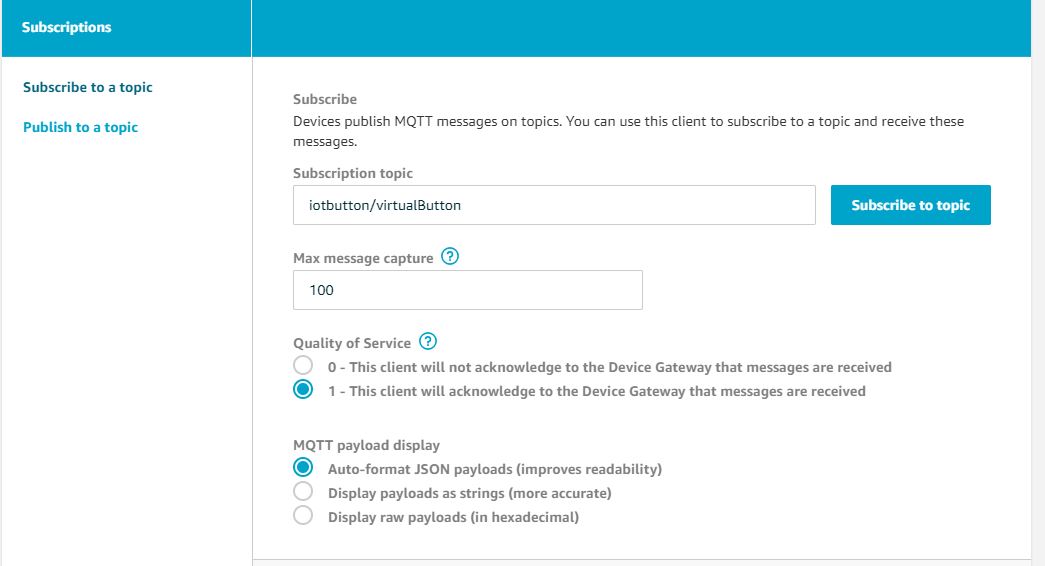 Subscriptions
Subscribe to a topic
Publish to a topic
Subscribe
Devices publish MQTT messages on topics. You can use this client to subscribe to a topic and receive these
messages.
Subscription topic
iotbutton/virtualButton
Subscribe to topic
Max message capture ?
100
Quality of Service ?
0 - This client will not acknowledge to the Device Gateway that messages are received
1 - This client will acknowledge to the Device Gateway that messages are received
MQTT payload display
Auto-format JSON payloads (improves readability)
Display payloads as strings (more accurate)
Display raw payloads (in hexadecimal)